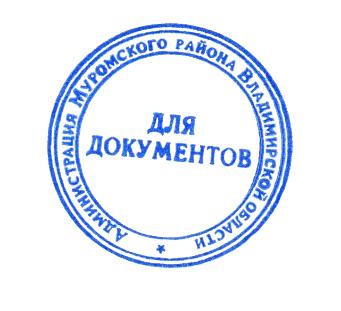 Администрация Муромского района Владимирской области
ДЛЯ
ДОКУМЕНТОВ